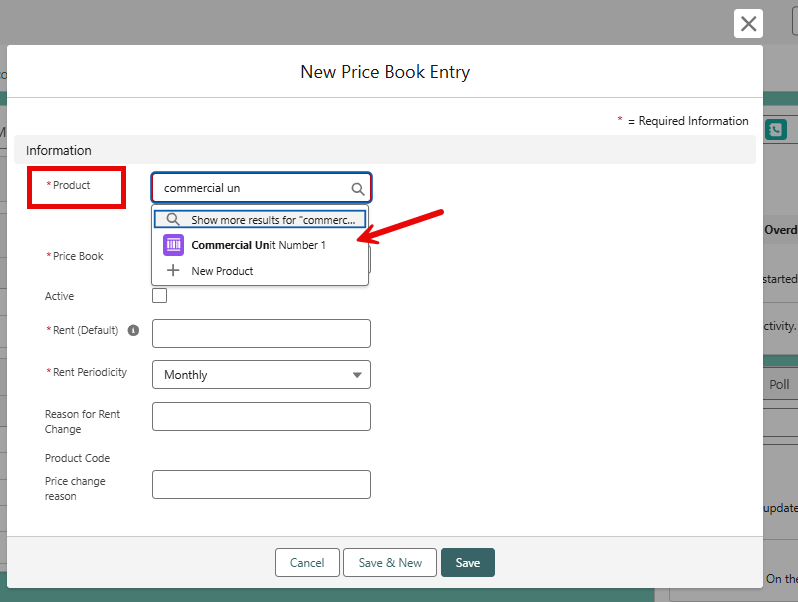 New Price Book Entry
* = Required Information
Information
*Product
commercial un
Show more results for "commerc...
Commercial Unit Number 1
New Product
*Price Book
Active
*Rent (Default)
*Rent Periodicity
Monthly
Reason for Rent
Change
Product Code
Price change
reason
Cancel
Save & New
Save
Overd
started
ctivity.
Poll
update
On the